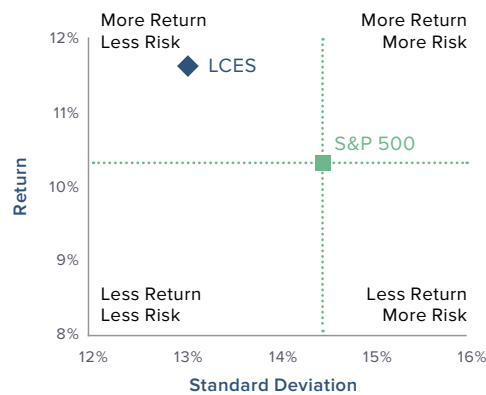 More Return
Less Risk
More Return
More Risk
12%
LCES
11%
S&P 500
10%
Return
9%
Less Return
Less Risk
Less Return
More Risk
8%
12%
13%
14%
15%
16%
Standard Deviation